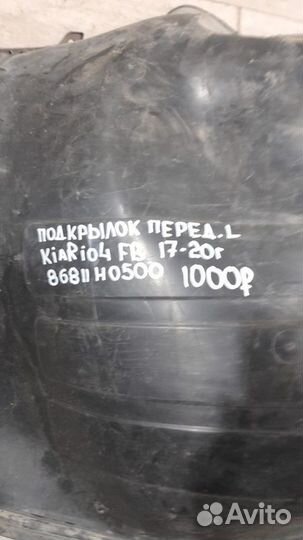 ПОДКРЫЛОК ПЕРЕД. L
KiARiO4 FB 17-20г
86811H0500 1000₽
Avito